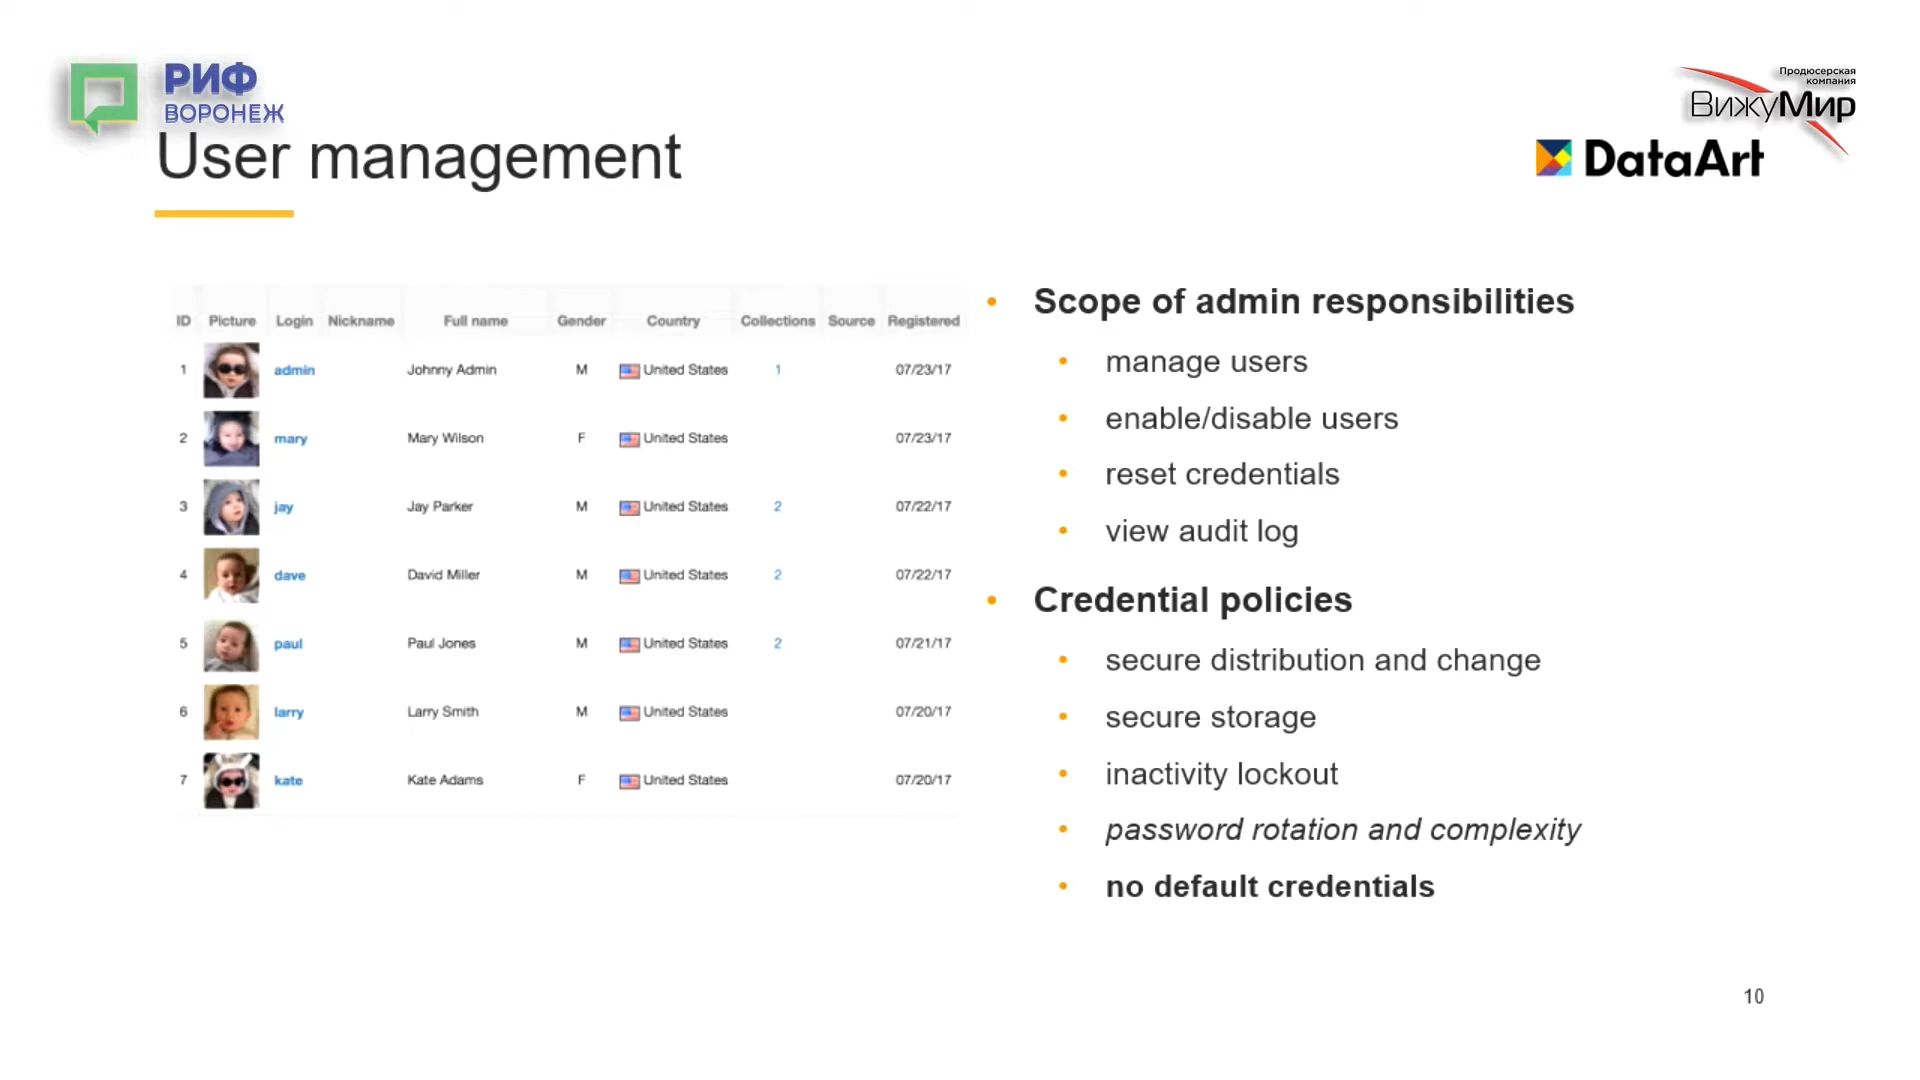 РИФ
ВОРОНЕЖ
Продюсерская
компания
ВижуМир
DataArt
User management
ID Picture Login Nickname Full name Gender Country Collections Source Registered
1 admin Johnny Admin M United States 1 07/23/17
2 mary Mary Wilson F United States 07/23/17
3 jay Jay Parker M United States 2 07/22/17
4 dave David Miller M United States 2 07/22/17
5 paul Paul Jones M United States 2 07/21/17
6 larry Larry Smith M United States 07/20/17
7 kate Kate Adams F United States 07/20/17
• Scope of admin responsibilities
• manage users
• enable/disable users
• reset credentials
• view audit log
• Credential policies
• secure distribution and change
• secure storage
• inactivity lockout
• password rotation and complexity
• no default credentials
10